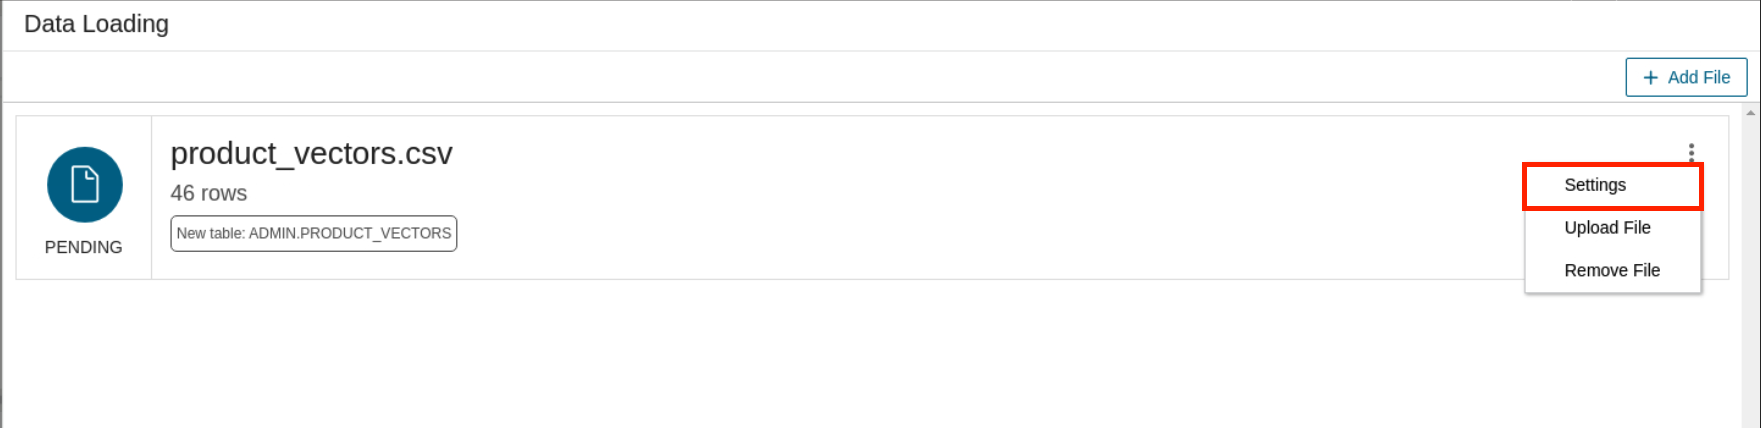 Data Loading
+ Add File
product_vectors.csv
46 rows
New table: ADMIN.PRODUCT_VECTORS
PENDING
Settings
Upload File
Remove File